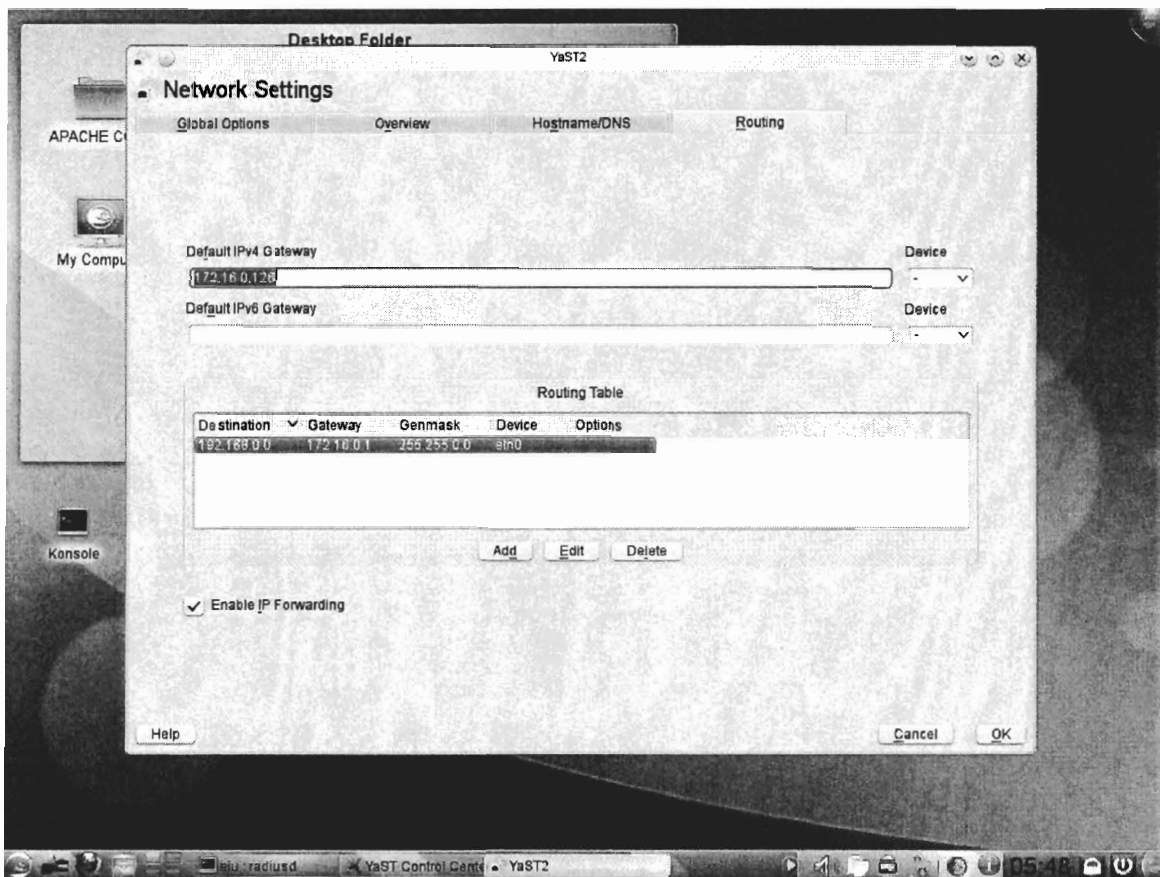 Desktop Folder
YaST2
Network Settings
Global Options Overview Hostname/DNS Routing
APACHE
My Compu
Konsole
Default IPv4 Gateway Device
172.16.0.126 -
Default IPv6 Gateway Device
-
Routing Table
Destination Gateway Genmask Device Options
192.168.0.0 172.16.0.1 255.255.0.0 eth0
Add Edit Delete
Enable IP Forwarding
Help Cancel OK
: radiusd YaST Control Cente YaST2 05:48